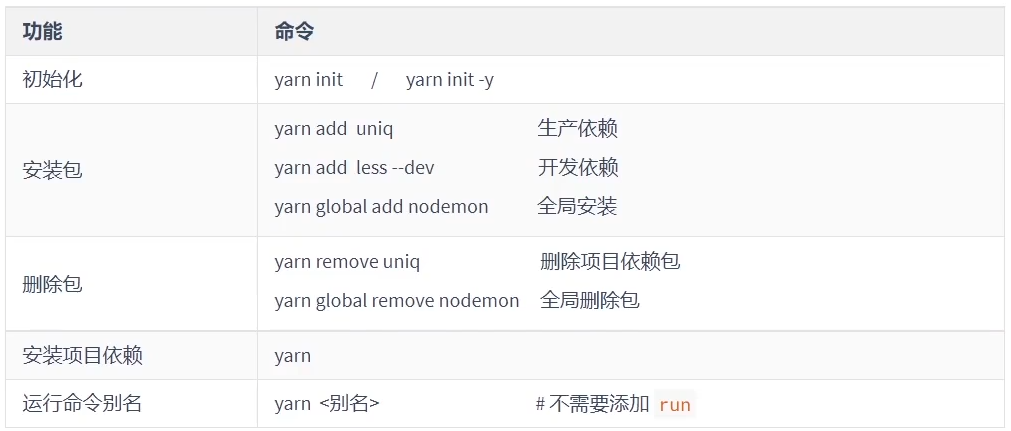 功能 命令
初始化 yarn init / yarn init -y
安装包
yarn add uniq 生产依赖
yarn add less --dev 开发依赖
yarn global add nodemon 全局安装
删除包
yarn remove uniq 删除项目依赖包
yarn global remove nodemon 全局删除包
安装项目依赖 yarn
运行命令别名 yarn <别名> # 不需要添加 run